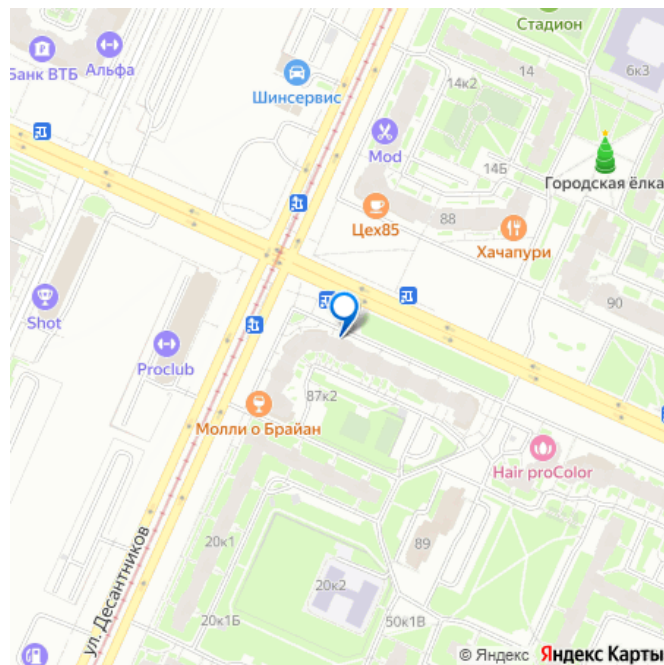 Стадион
Банк ВТБ
Альфа
14к2
14
6к3
Шинсервис
Mod
14Б
Городская ёлка
Цех85
88
Хачапури
90
Shot
Proclub
87к2
Молли о Брайан
Hair proColor
ул. Десантников
20к1
89
20к2
20к1Б
50к1В
© Яндекс Яндекс Карты